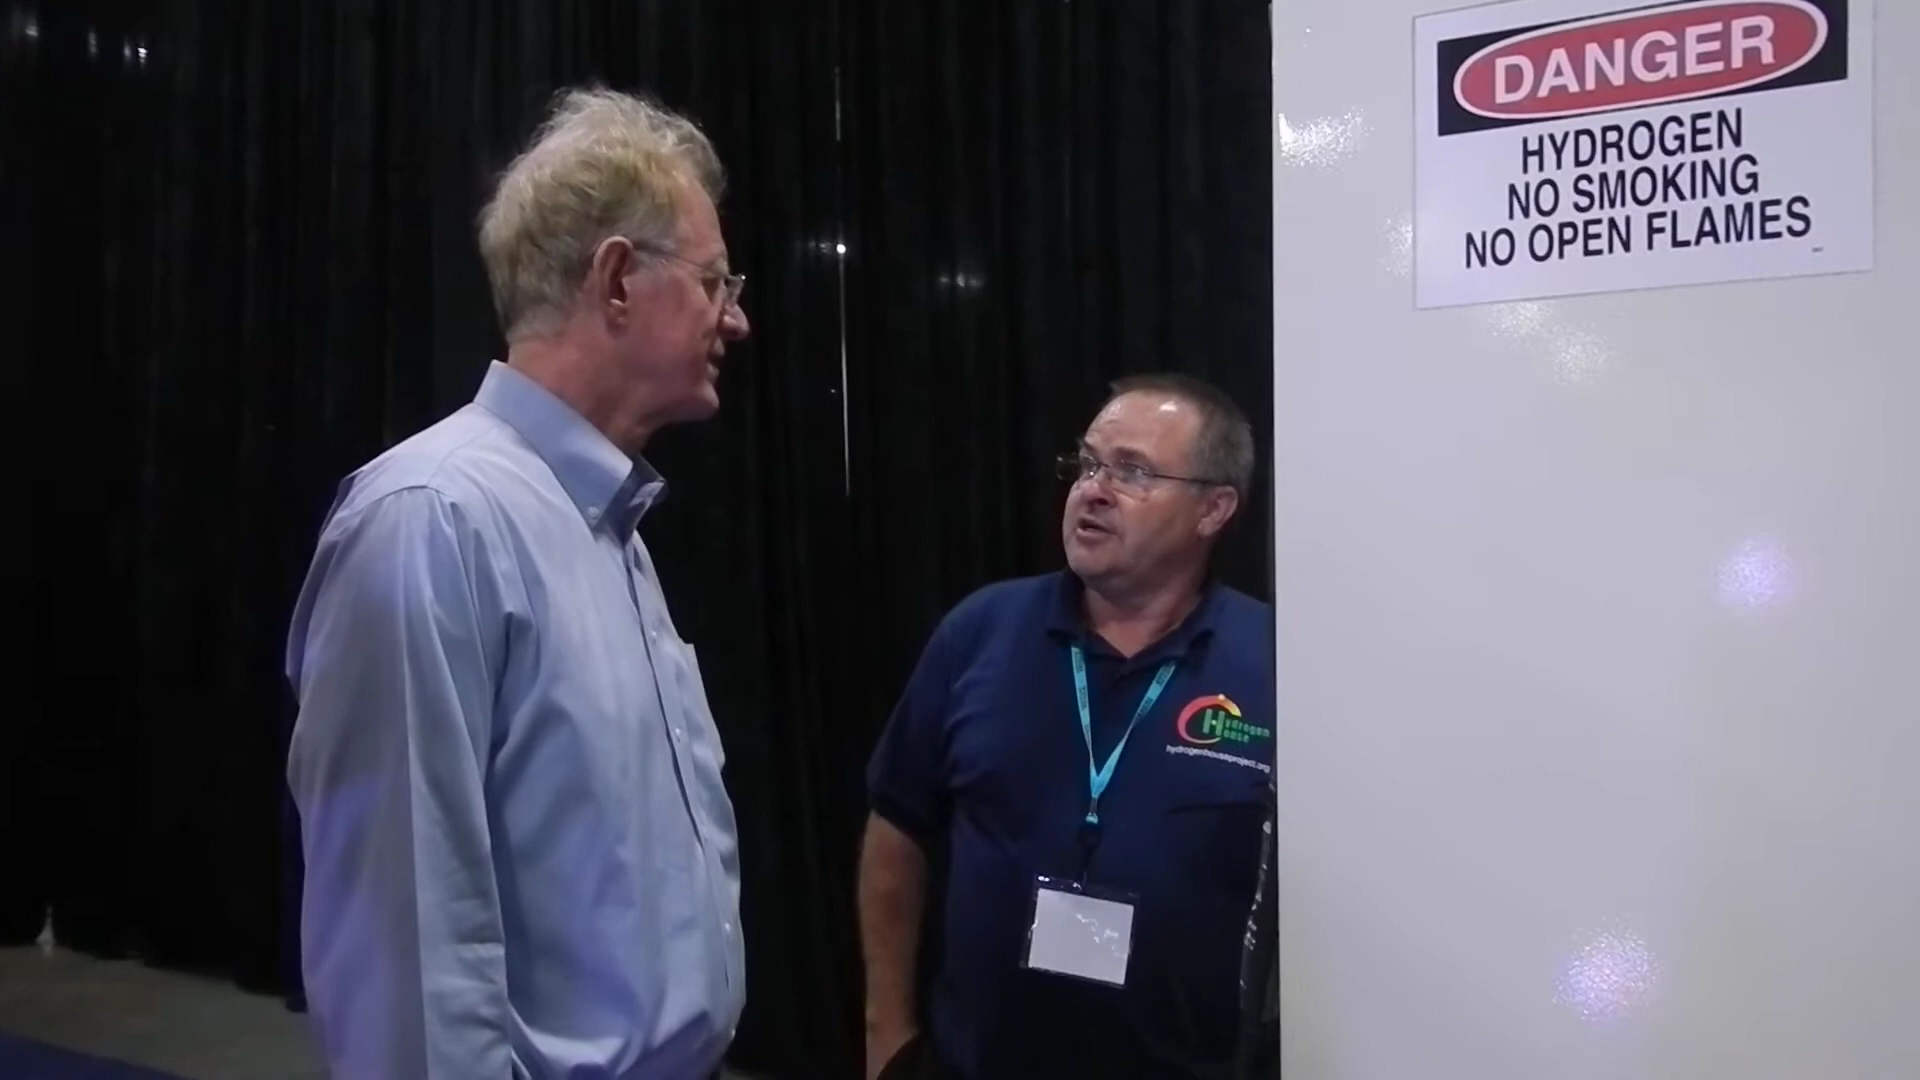 DANGER
HYDROGEN
NO SMOKING
NO OPEN FLAMES
Hydrogen
House
hydrogenhouseproject.org